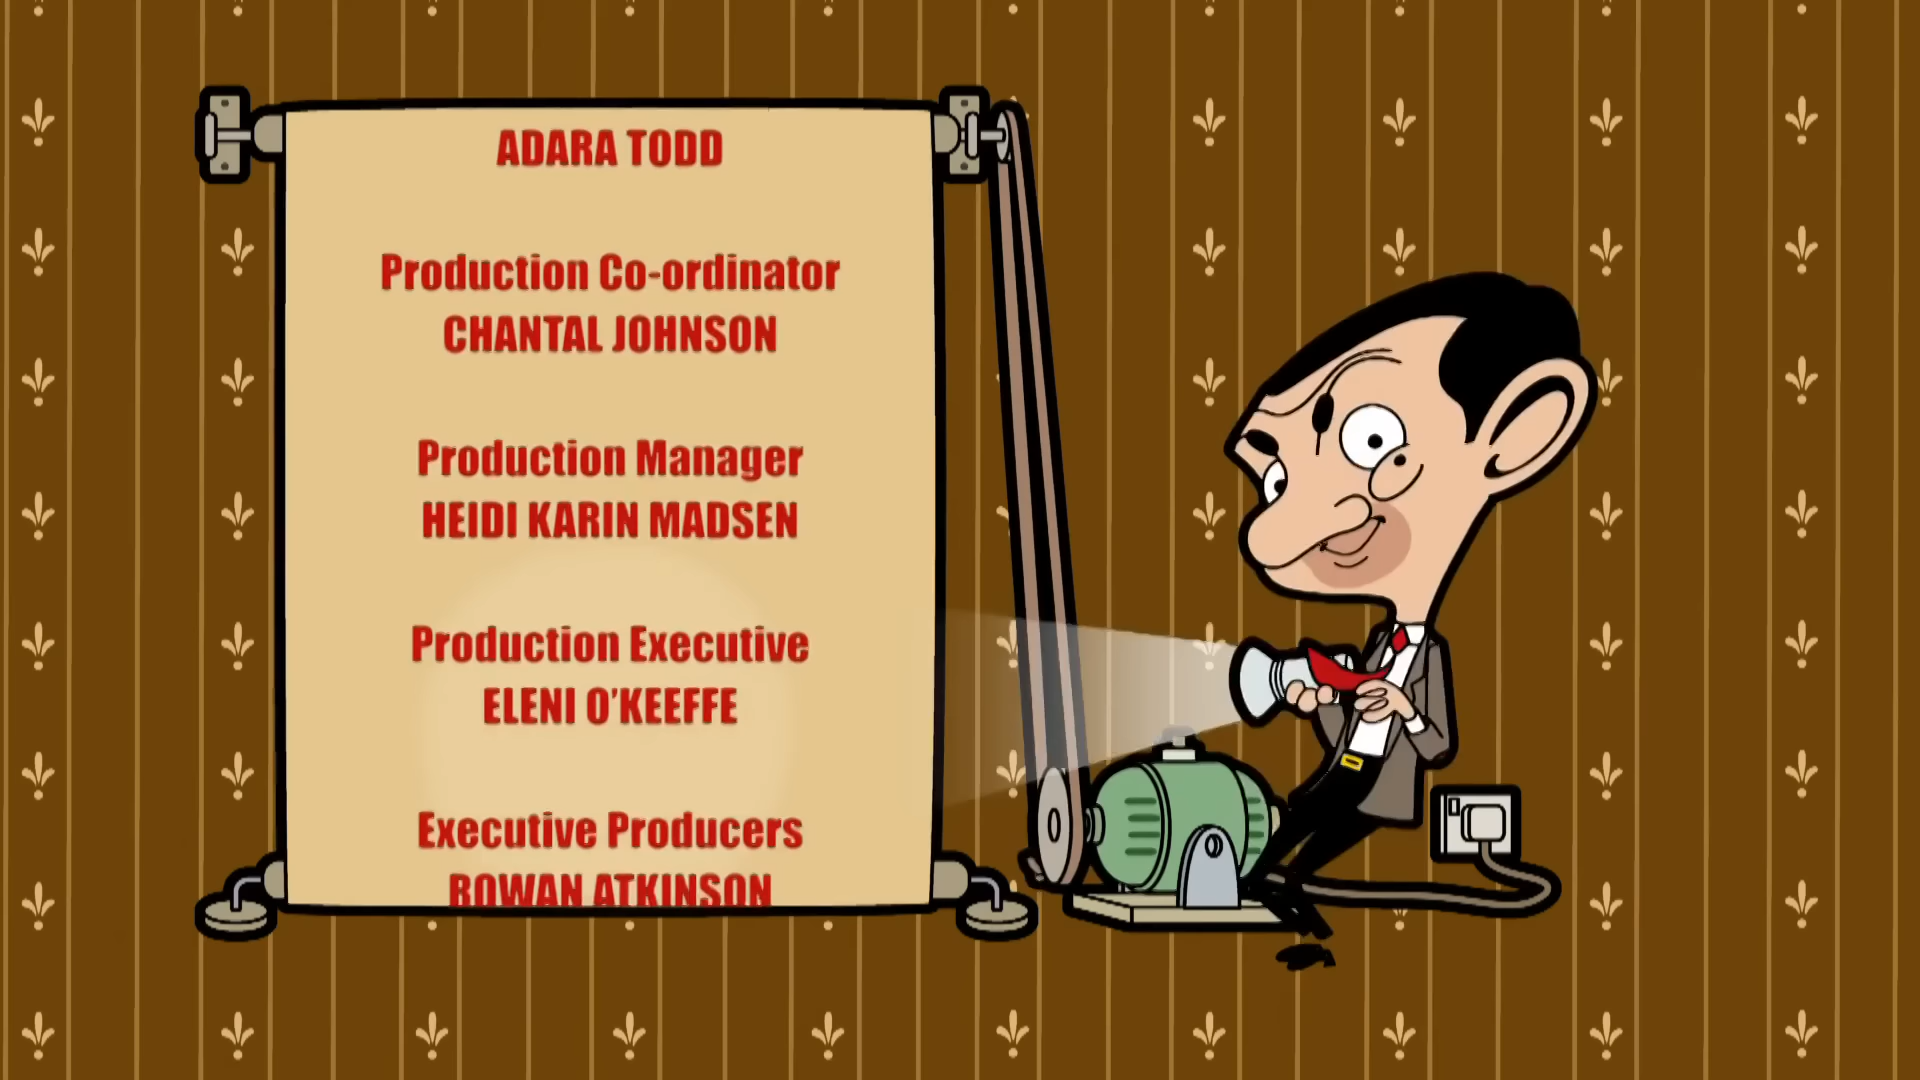 ADARA TODD
Production Co-ordinator
CHANTAL JOHNSON
Production Manager
HEIDI KARIN MADSEN
Production Executive
ELENI O'KEEFFE
Executive Producers
ROWAN ATKINSON